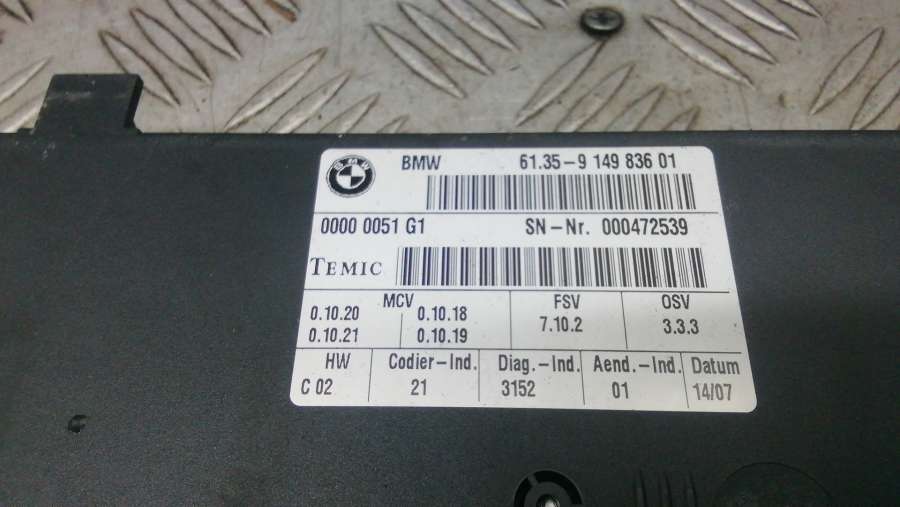 BMW
BMW 61.35-9 149 836 01
0000 0051 G1 SN-Nr. 000472539
TEMIC
MCV FSV OSV
0.10.20 0.10.18 7.10.2 3.3.3
0.10.21 0.10.19
HW Codier-Ind. Diag.-Ind. Aend.-Ind. Datum
C 02 21 3152 01 14/07